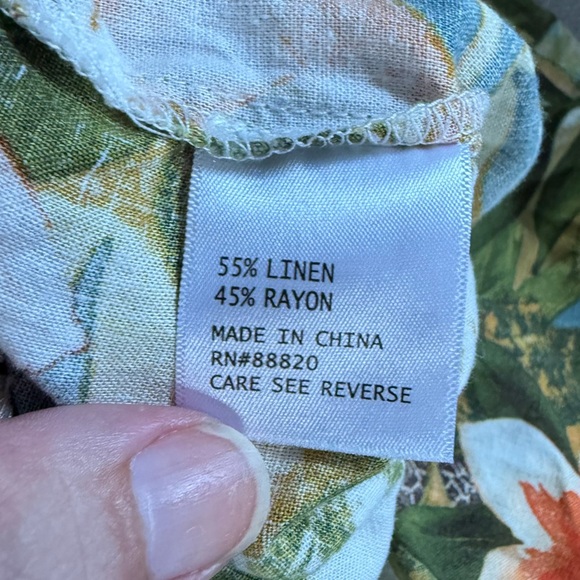 55% LINEN
45% RAYON
MADE IN CHINA
RN#88820
CARE SEE REVERSE